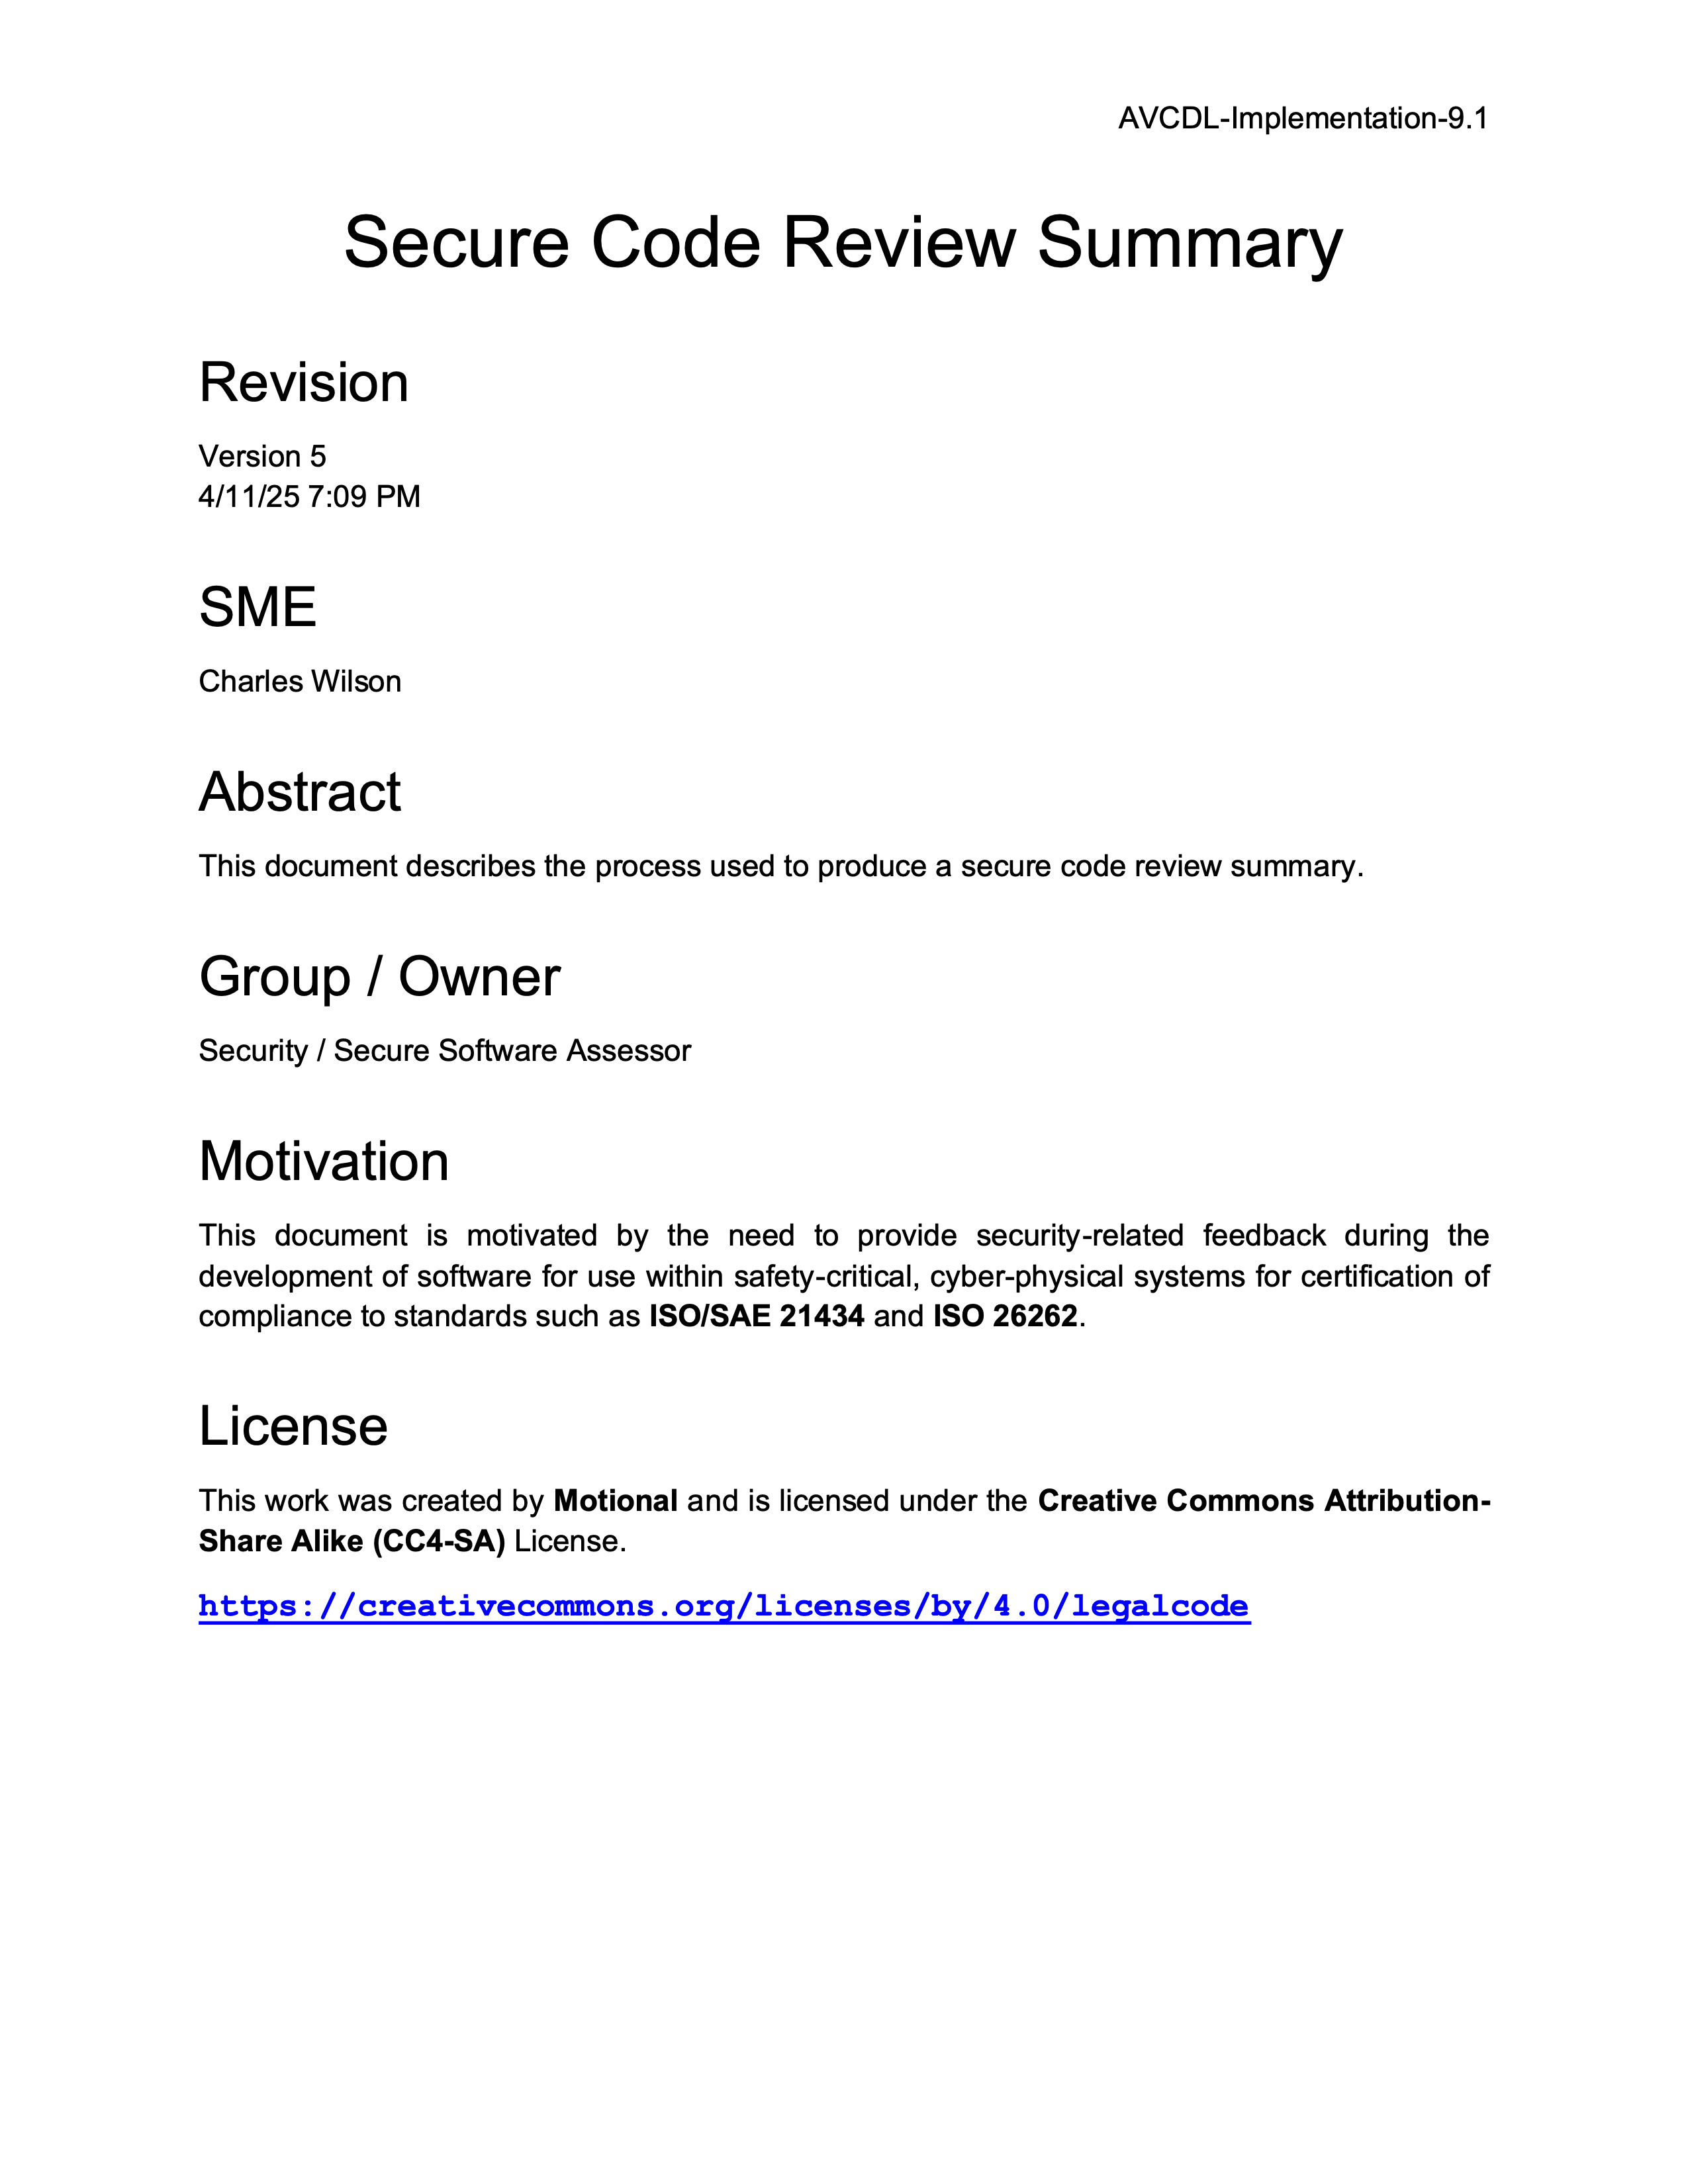 AVCDL-Implementation-9.1
Secure Code Review Summary
Revision
Version 5
4/11/25 7:09 PM
SME
Charles Wilson
Abstract
This document describes the process used to produce a secure code review summary.
Group / Owner
Security / Secure Software Assessor
Motivation
This document is motivated by the need to provide security-related feedback during the
development of software for use within safety-critical, cyber-physical systems for certification of
compliance to standards such as ISO/SAE 21434 and ISO 26262.
License
This work was created by Motional and is licensed under the Creative Commons Attribution-
Share Alike (CC4-SA) License.
https://creativecommons.org/licenses/by/4.0/legalcode